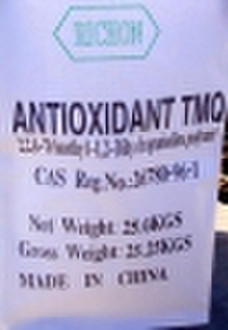 RICHON
ANTIOXIDANT TMQ
CAS Reg.No.:26780-96-1
Net Weight: 25.0KGS
Gross Weight: 25.25KGS
MADE IN CHINA